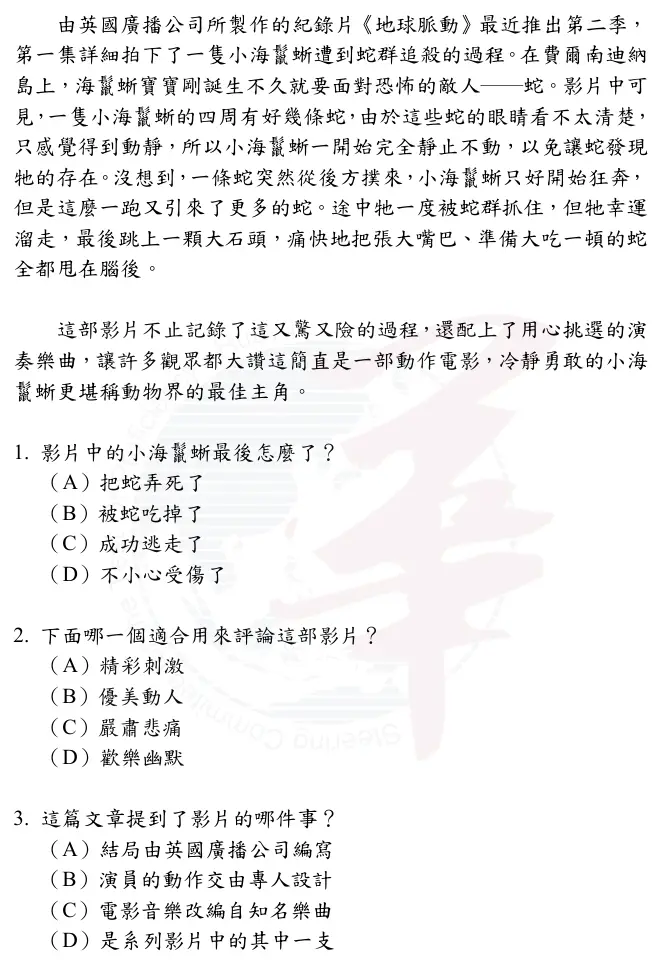 由英國廣播公司所製作的紀錄片《地球脈動》最近推出第二季，
第一集詳細拍下了一隻小海鬣蜥遭到蛇群追殺的過程。在費爾南迪納
島上，海鬣蜥寶寶剛誕生不久就要面對恐怖的敵人──蛇。影片中可
見，一隻小海鬣蜥的四周有好幾條蛇，由於這些蛇的眼睛看不太清楚，
只感覺得到動靜，所以小海鬣蜥一開始完全靜止不動，以免讓蛇發現
牠的存在。沒想到，一條蛇突然從後方撲來，小海鬣蜥只好開始狂奔，
但是這麼一跑又引來了更多的蛇。途中牠一度被蛇群抓住，但牠幸運
溜走，最後跳上一顆大石頭，痛快地把張大嘴巴、準備大吃一頓的蛇
全都甩在腦後。
這部影片不止記錄了這又驚又險的過程，還配上了用心挑選的演
奏樂曲，讓許多觀眾都大讚這簡直是一部動作電影，冷靜勇敢的小海
鬣蜥更堪稱動物界的最佳主角。
1. 影片中的小海鬣蜥最後怎麼了？
（A）把蛇弄死了
（B）被蛇吃掉了
（C）成功逃走了
（D）不小心受傷了
2. 下面哪一個適合用來評論這部影片？
（A）精彩刺激
（B）優美動人
（C）嚴肅悲痛
（D）歡樂幽默
3. 這篇文章提到了影片的哪件事？
（A）結局由英國廣播公司編寫
（B）演員的動作交由專人設計
（C）電影音樂改編自知名樂曲
（D）是系列影片中的其中一支